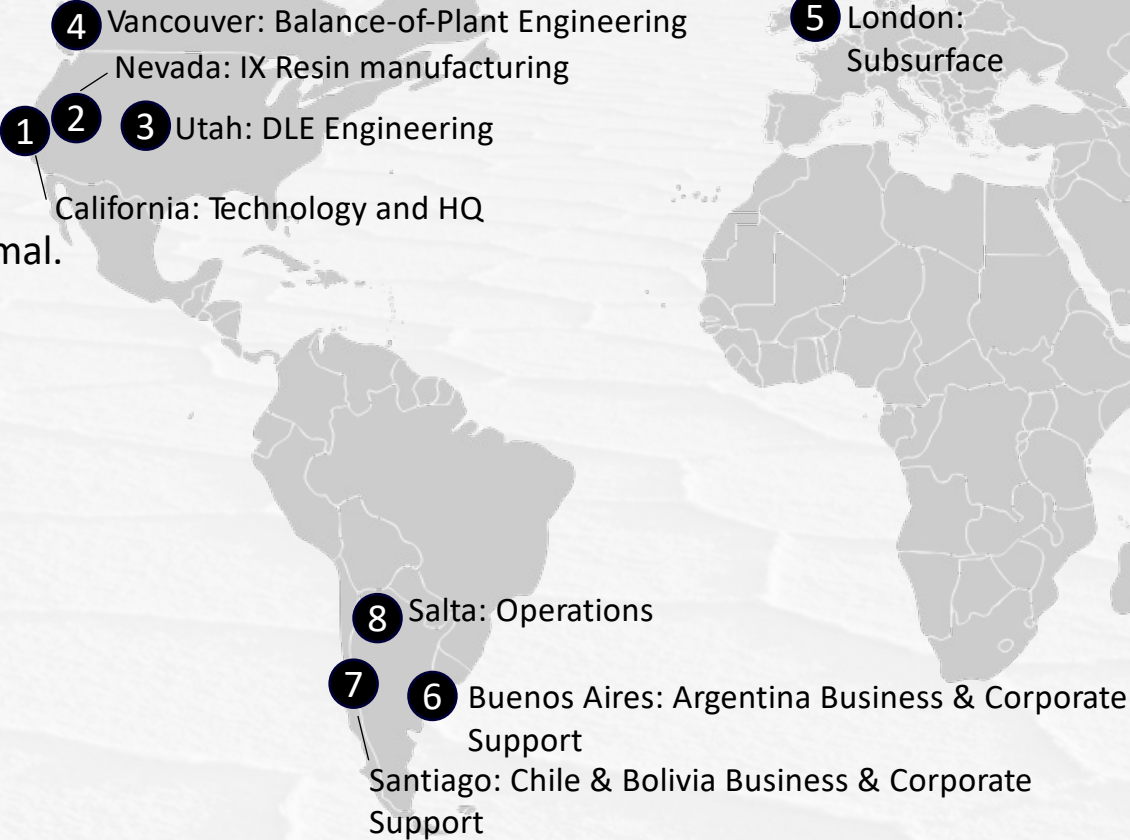 4 Vancouver: Balance-of-Plant Engineering
5 London:
Subsurface
Nevada: IX Resin manufacturing
1 2 3 Utah: DLE Engineering
California: Technology and HQ
mal.
8 Salta: Operations
7
6 Buenos Aires: Argentina Business & Corporate
Support
Santiago: Chile & Bolivia Business & Corporate
Support